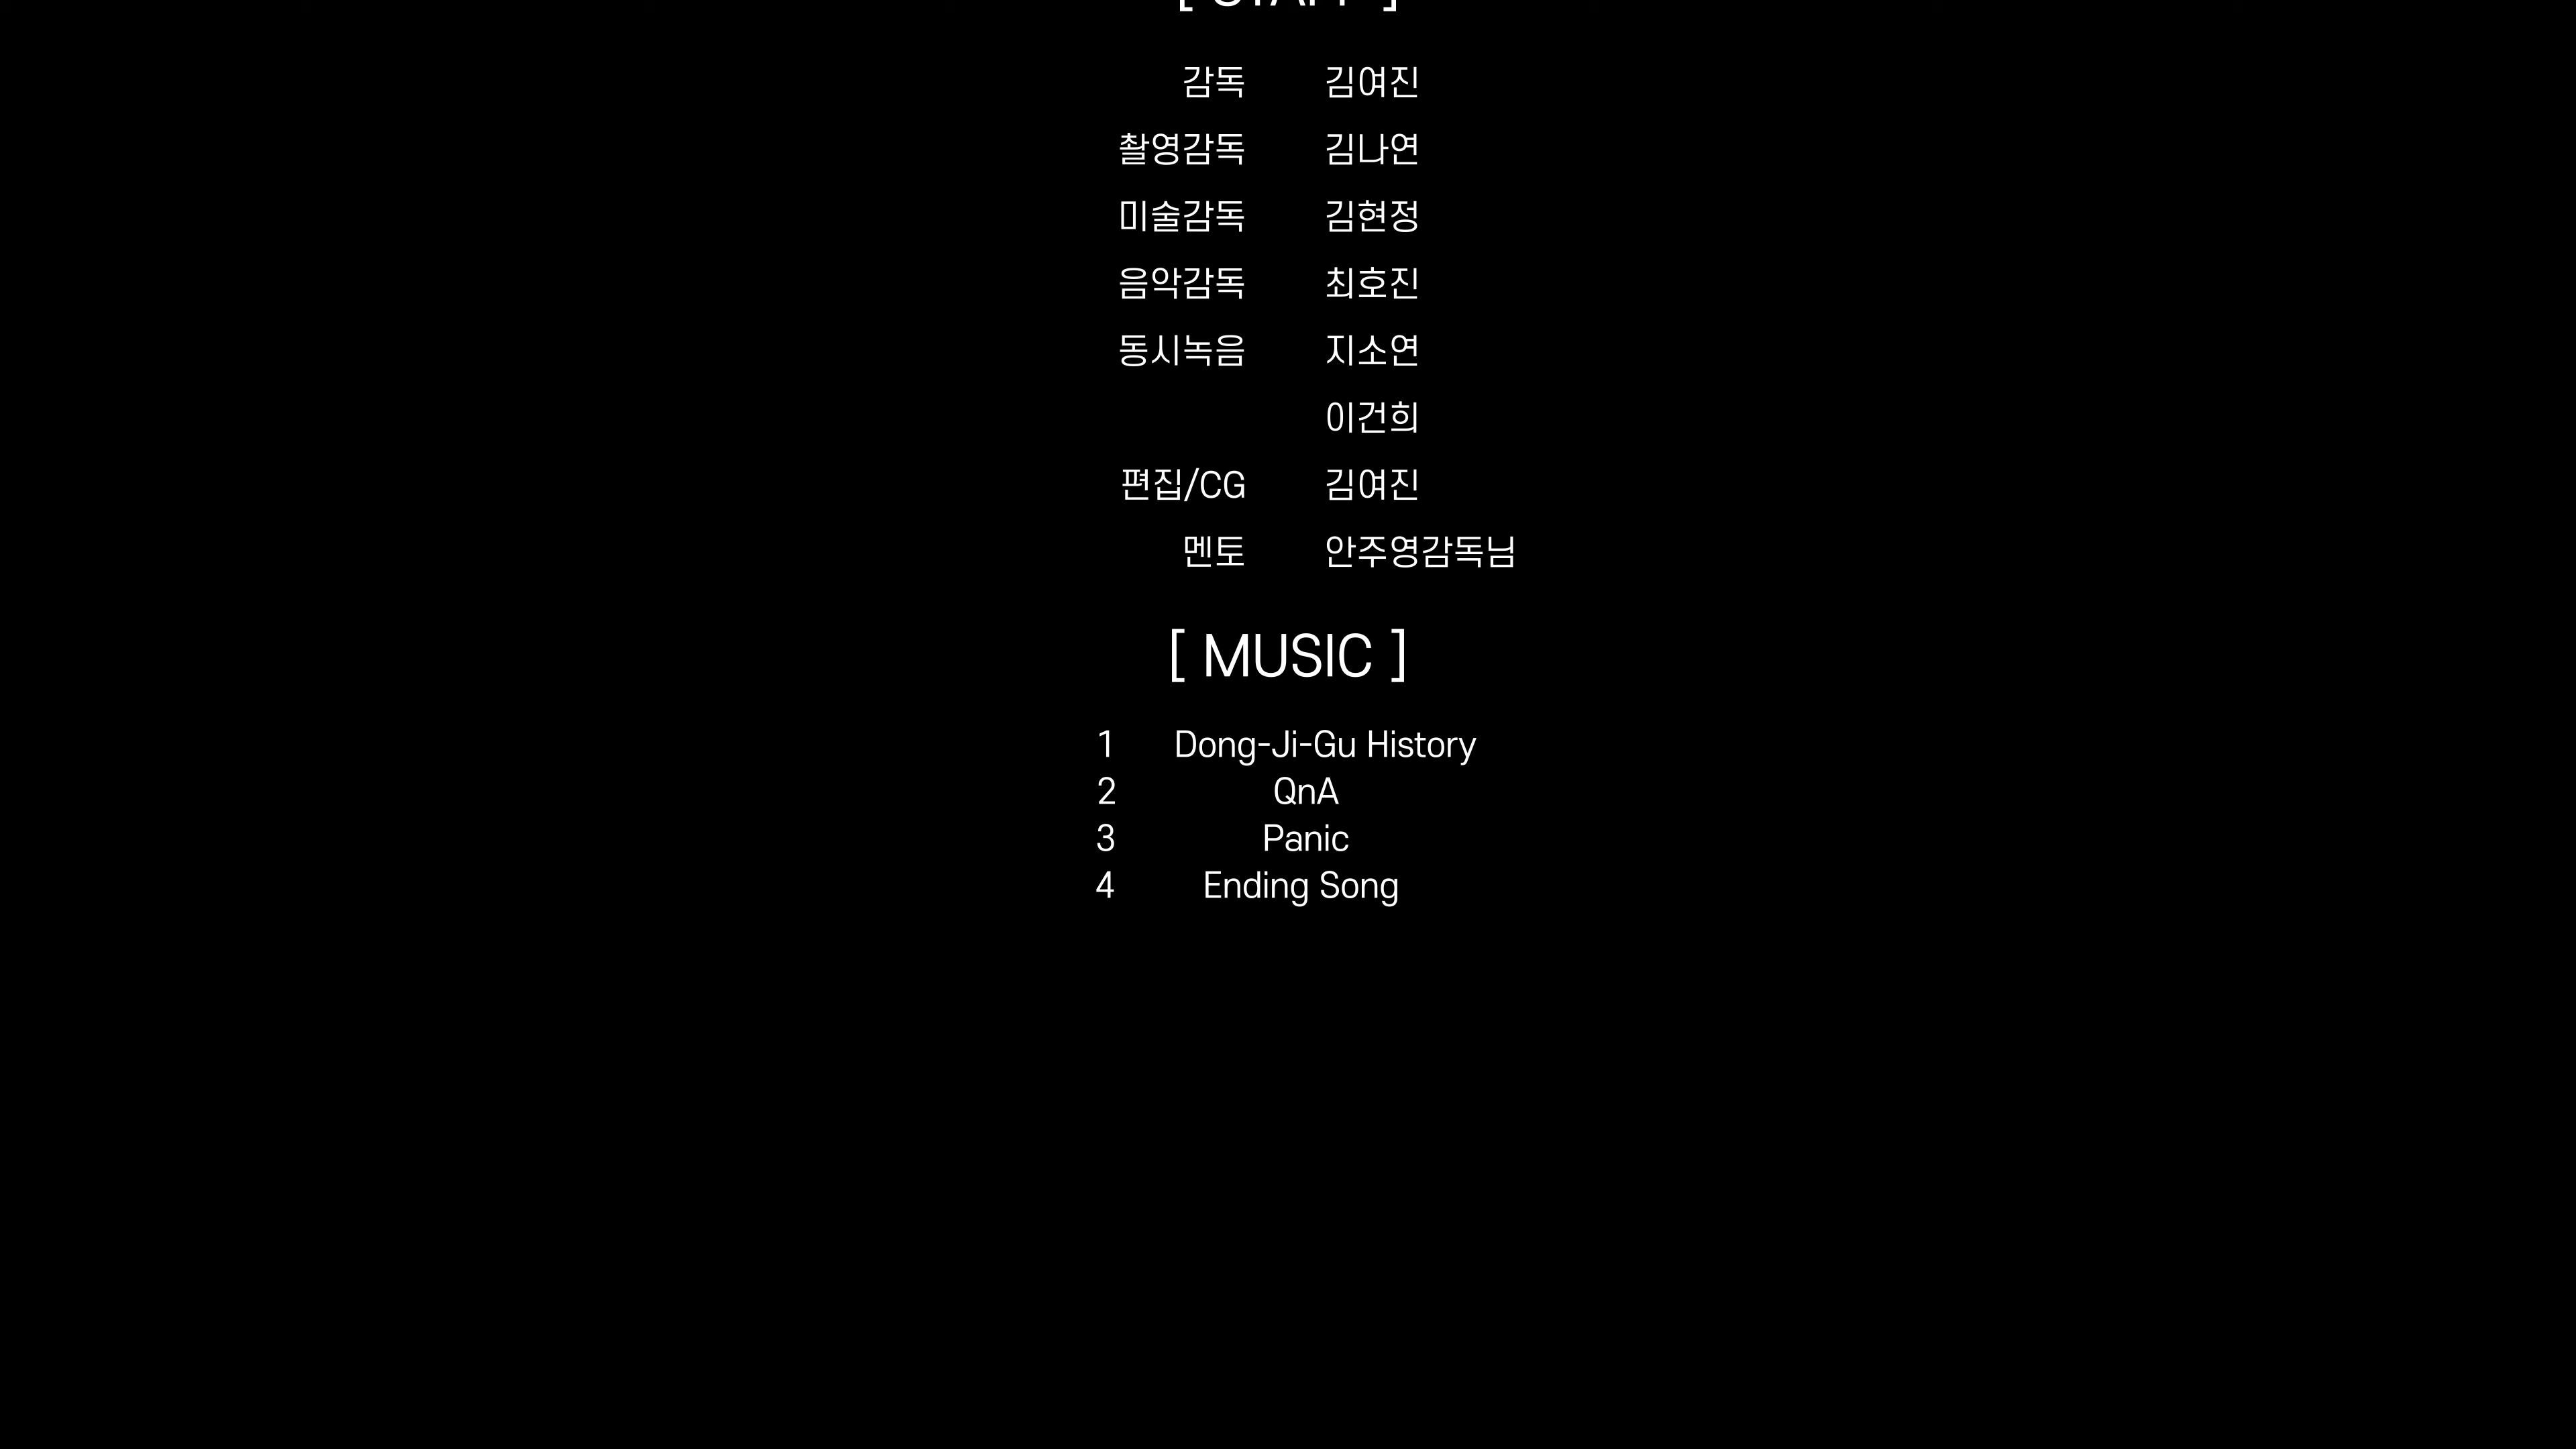 [ STAFF ]
감독 김여진
촬영감독 김나연
미술감독 김현정
음악감독 최호진
동시녹음 지소연
이건희
편집/CG 김여진
멘토 안주영감독님
[ MUSIC ]
1 Dong-Ji-Gu History
2 QnA
3 Panic
4 Ending Song